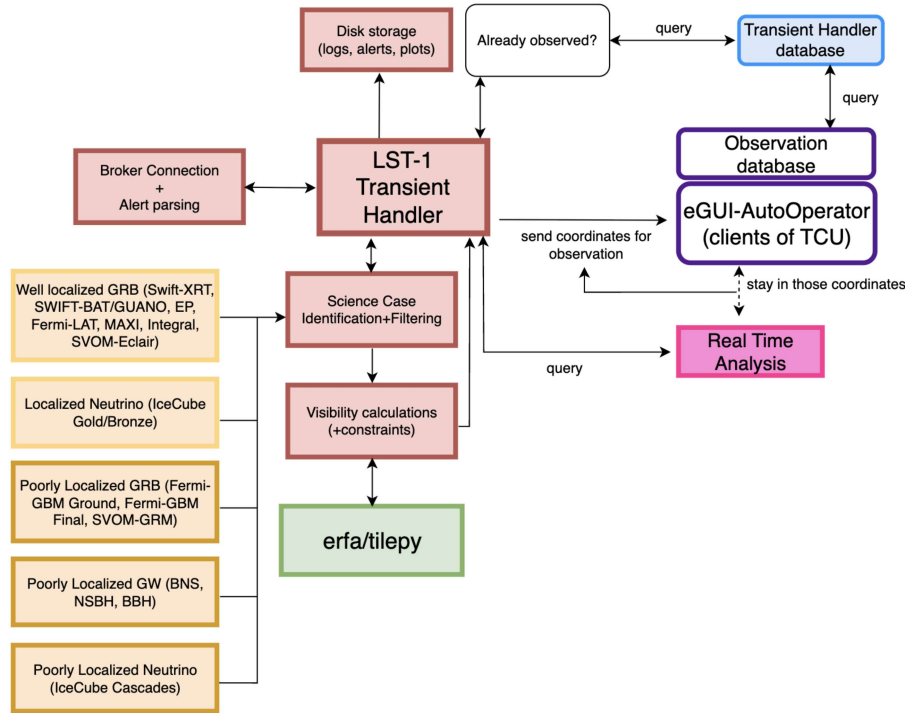 Disk storage
(logs, alerts, plots)
Already observed?
query
Transient Handler
database
query
Observation
database
Broker Connection
+
Alert parsing
LST-1
Transient
Handler
eGUI-AutoOperator
(clients of TCU)
send coordinates for
observation
stay in those coordinates
Well localized GRB (Swift-XRT,
SWIFT-BAT/GUANO, EP,
Fermi-LAT, MAXI, Integral,
SVOM-Eclair)
Science Case
Identification+Filtering
Real Time
Analysis
query
Localized Neutrino (IceCube
Gold/Bronze)
Visibility calculations
(+constraints)
Poorly Localized GRB (Fermi-
GBM Ground, Fermi-GBM
Final, SVOM-GRM)
erfa/tilepy
Poorly Localized GW (BNS,
NSBH, BBH)
Poorly Localized Neutrino
(IceCube Cascades)